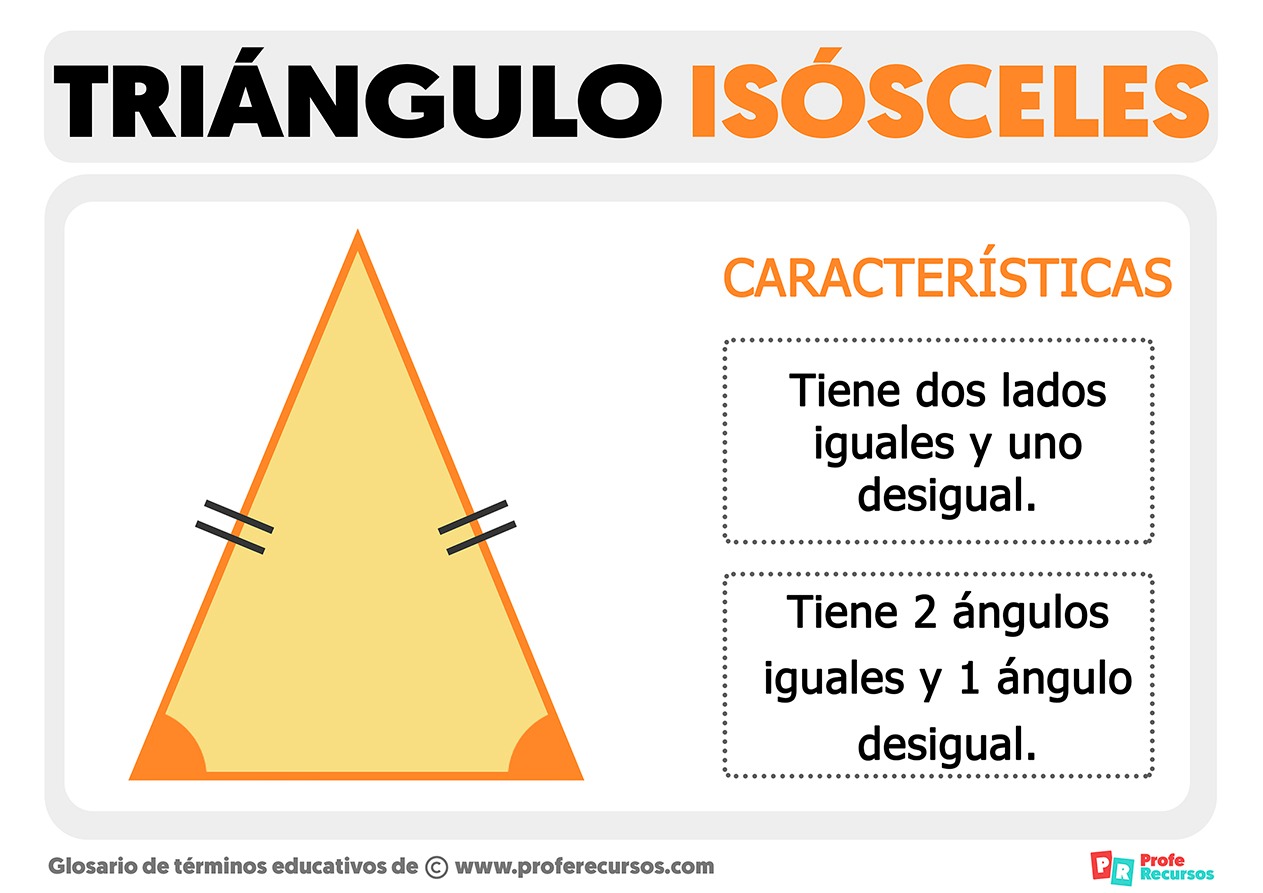 TRIÁNGULO ISÓSCELES
CARACTERÍSTICAS
Tiene dos lados
iguales y uno
desigual.
Tiene 2 ángulos
iguales y 1 ángulo
desigual.
Glosario de términos educativos de © www.proferecursos.com
PR
Profe
Recursos